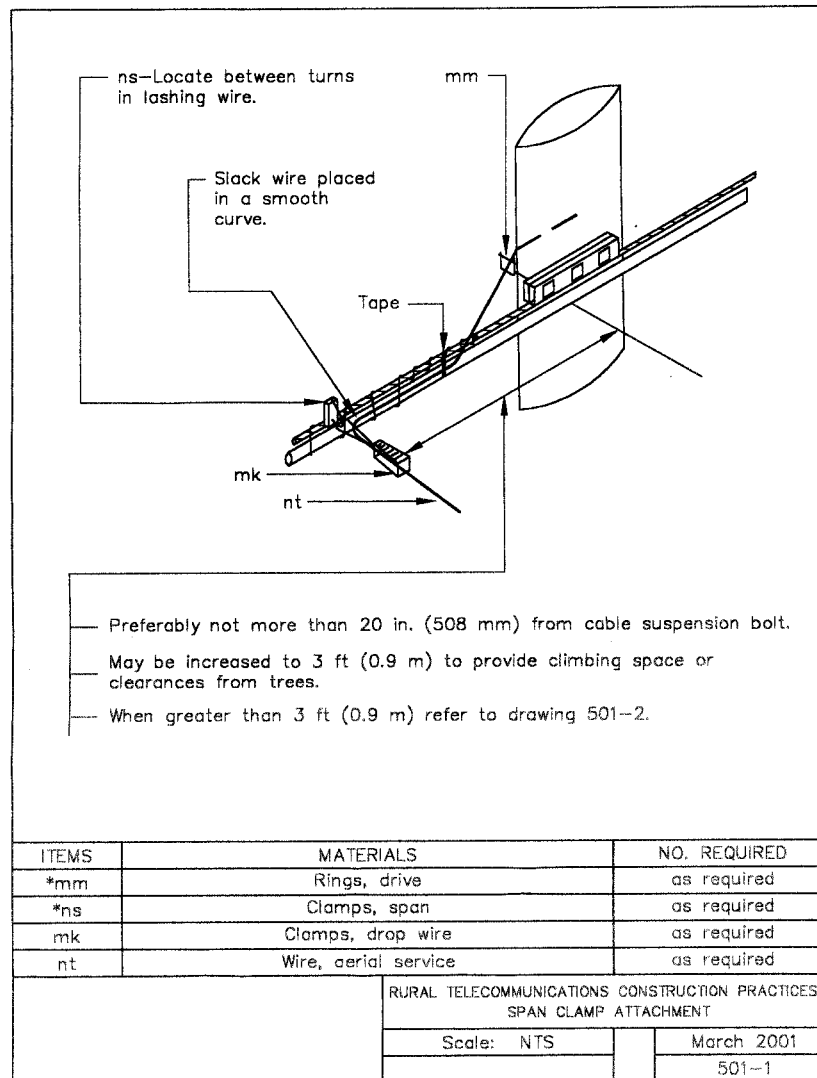 ns-Locate between turns
in lashing wire.
mm
Slack wire placed
in a smooth
curve.
Tape
mk
nt
Preferably not more than 20 in. (508 mm) from cable suspension bolt.
May be increased to 3 ft (0.9 m) to provide climbing space or
clearances from trees.
When greater than 3 ft (0.9 m) refer to drawing 501-2.
ITEMS MATERIALS NO. REQUIRED
*mm Rings, drive as required
*ns Clamps, span as required
mk Clamps, drop wire as required
nt Wire, aerial service as required
RURAL TELECOMMUNICATIONS CONSTRUCTION PRACTICES
SPAN CLAMP ATTACHMENT
Scale: NTS March 2001
501-1